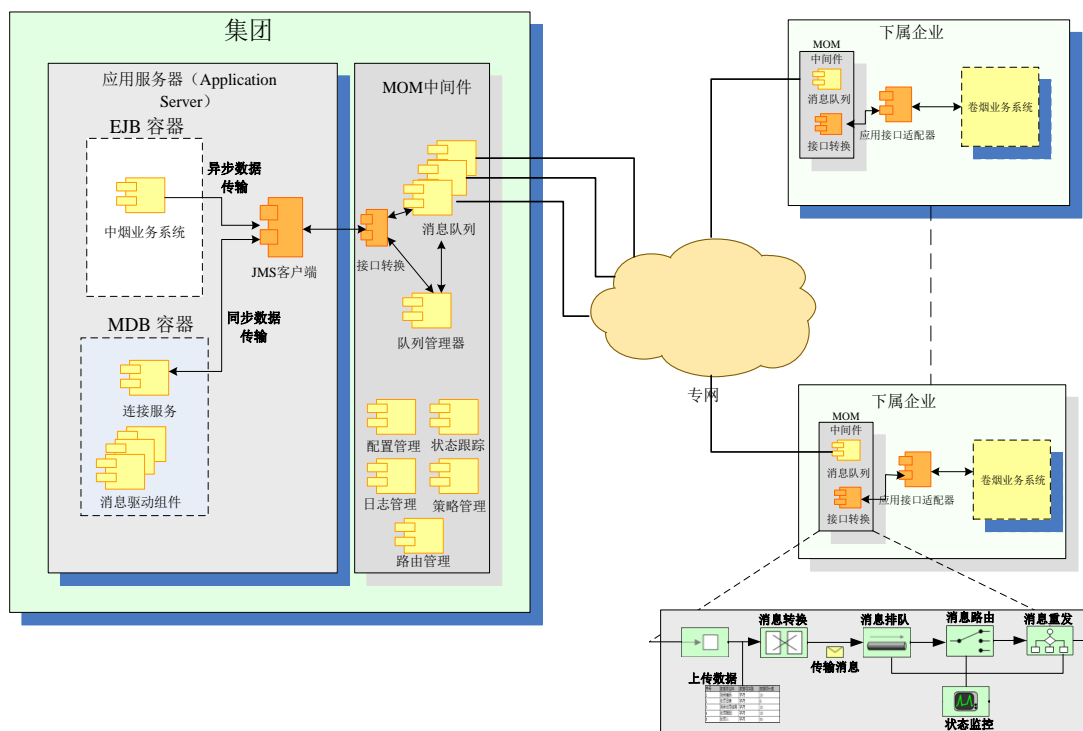 集团
应用服务器（Application
Server）
EJB 容器
中烟业务系统
异步数据
传输
JMS客户端
MDB 容器
同步数据
传输
连接服务
消息驱动组件
MOM中间件
消息队列
接口转换
队列管理器
配置管理
状态跟踪
日志管理
策略管理
路由管理
专网
下属企业
MOM
中间件
消息队列
接口转换
应用接口适配器
卷烟业务系统
下属企业
MOM
中间件
消息队列
接口转换
应用接口适配器
卷烟业务系统
消息转换
消息排队
消息路由
消息重发
传输消息
上传数据
状态监控